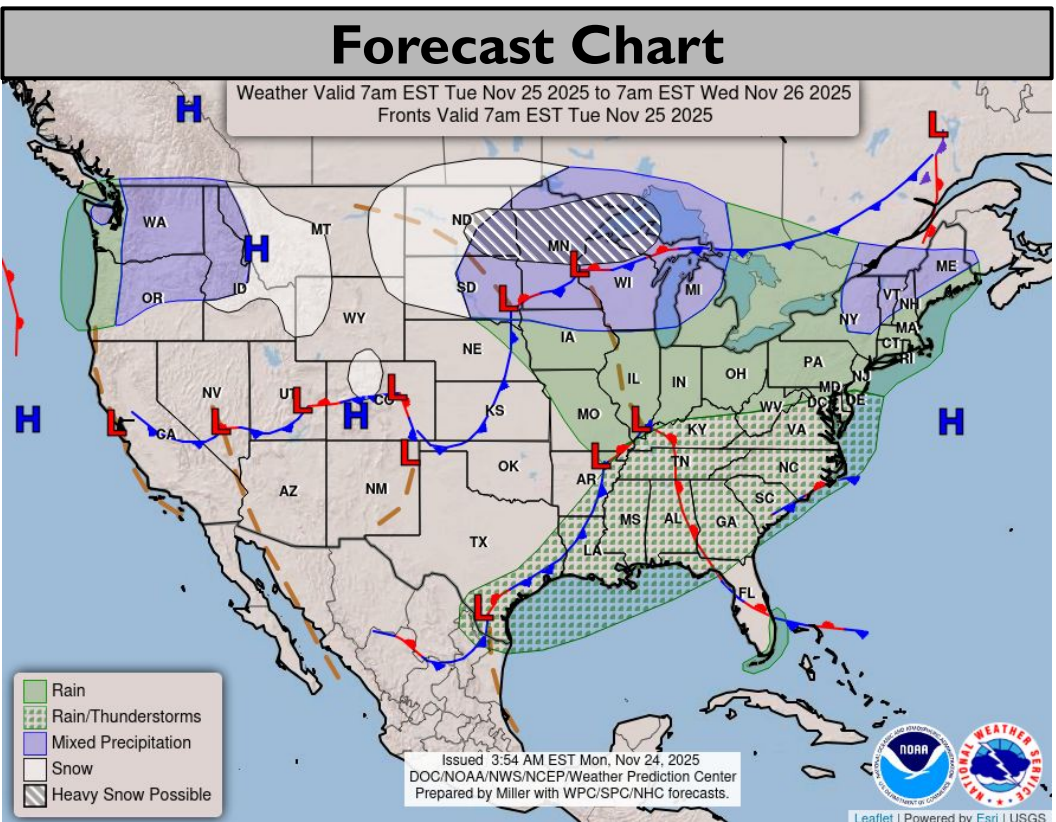 Forecast Chart
Weather Valid 7am EST Tue Nov 25 2025 to 7am EST Wed Nov 26 2025
Fronts Valid 7am EST Tue Nov 25 2025
H
L
WA
MT
ND
MN
H
ID
OR
SD
L
L
WI
MI
ME
VT
NH
NY
MA
CT
RI
WY
NE
IA
IL
IN
OH
PA
NJ
MD
DE
DC
WV
VA
NV
UT
L
H
CO
L
KS
MO
KY
H
L
CA
L
L
L
L
AZ
NM
OK
AR
TN
NC
SC
TX
MS
AL
GA
LA
L
FL
H
Rain
Rain/Thunderstorms
Mixed Precipitation
Snow
Heavy Snow Possible
Issued 3:54 AM EST Mon, Nov 24, 2025
DOC/NOAA/NWS/NCEP/Weather Prediction Center
Prepared by Miller with WPC/SPC/NHC forecasts.
NOAA
NATIONAL WEATHER SERVICE
Leaflet | Powered by Esri | USGS